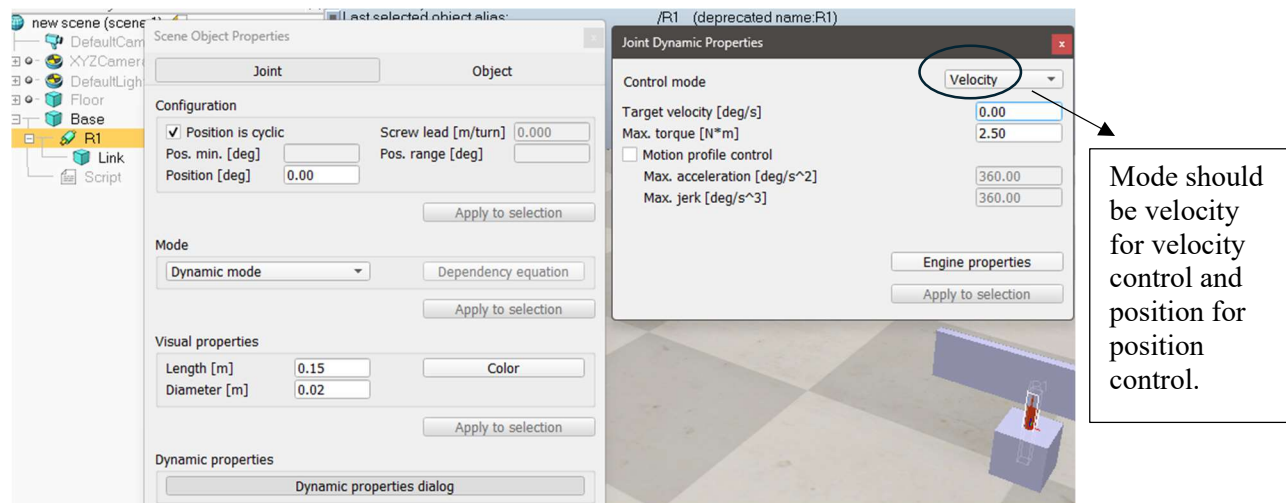 new scene (scene 1)
Last selected object alias: /R1 (deprecated name:R1)
DefaultCam
XYZCamer
DefaultLigh
Floor
Base
R1
Link
Script
Scene Object Properties
x
Joint Object
Configuration
Position is cyclic Screw lead [m/turn] 0.000
Pos. min. [deg] Pos. range [deg]
Position [deg] 0.00
Apply to selection
Mode
Dynamic mode Dependency equation
Apply to selection
Visual properties
Length [m] 0.15 Color
Diameter [m] 0.02
Apply to selection
Dynamic properties
Dynamic properties dialog
Joint Dynamic Properties
x
Control mode Velocity
Target velocity [deg/s] 0.00
Max. torque [N*m] 2.50
Motion profile control
Max. acceleration [deg/s^2] 360.00
Max. jerk [deg/s^3] 360.00
Engine properties
Apply to selection
Mode should
be velocity
for velocity
control and
position for
position
control.